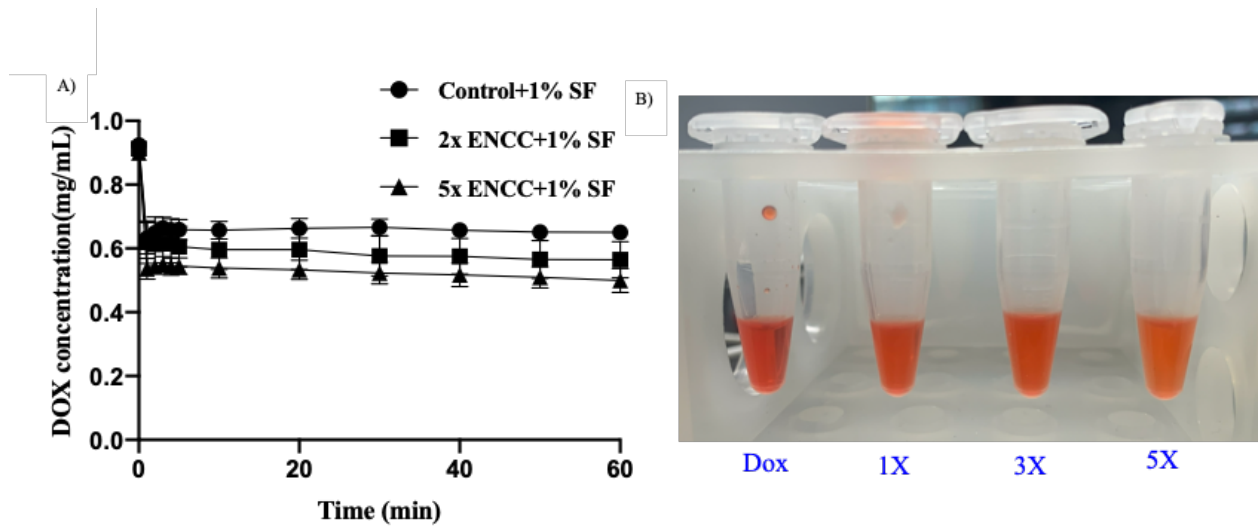 A)
Control+1% SF
2x ENCC+1% SF
5x ENCC+1% SF
DOX concentration(mg/mL)
1.0
0.8
0.6
0.4
0.2
0.0
0
20
40
60
Time (min)
B)
Dox
1X
3X
5X